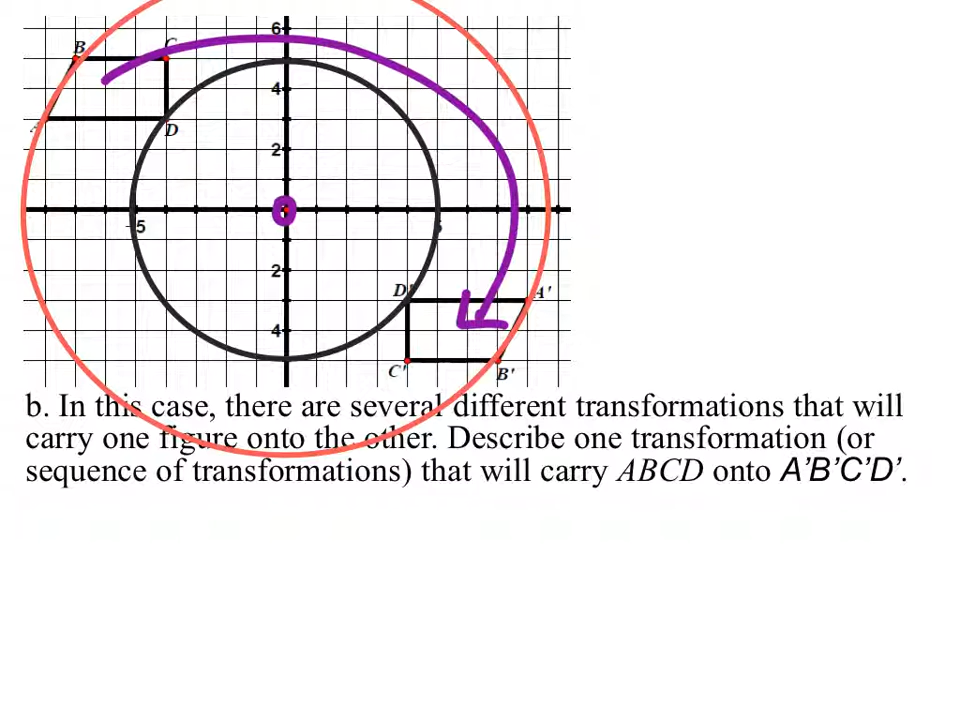 6
B C
4
A D
2
-5 5
2
D' A'
4
C' B'
b. In this case, there are several different transformations that will
carry one figure onto the other. Describe one transformation (or
sequence of transformations) that will carry ABCD onto A’B’C’D’.